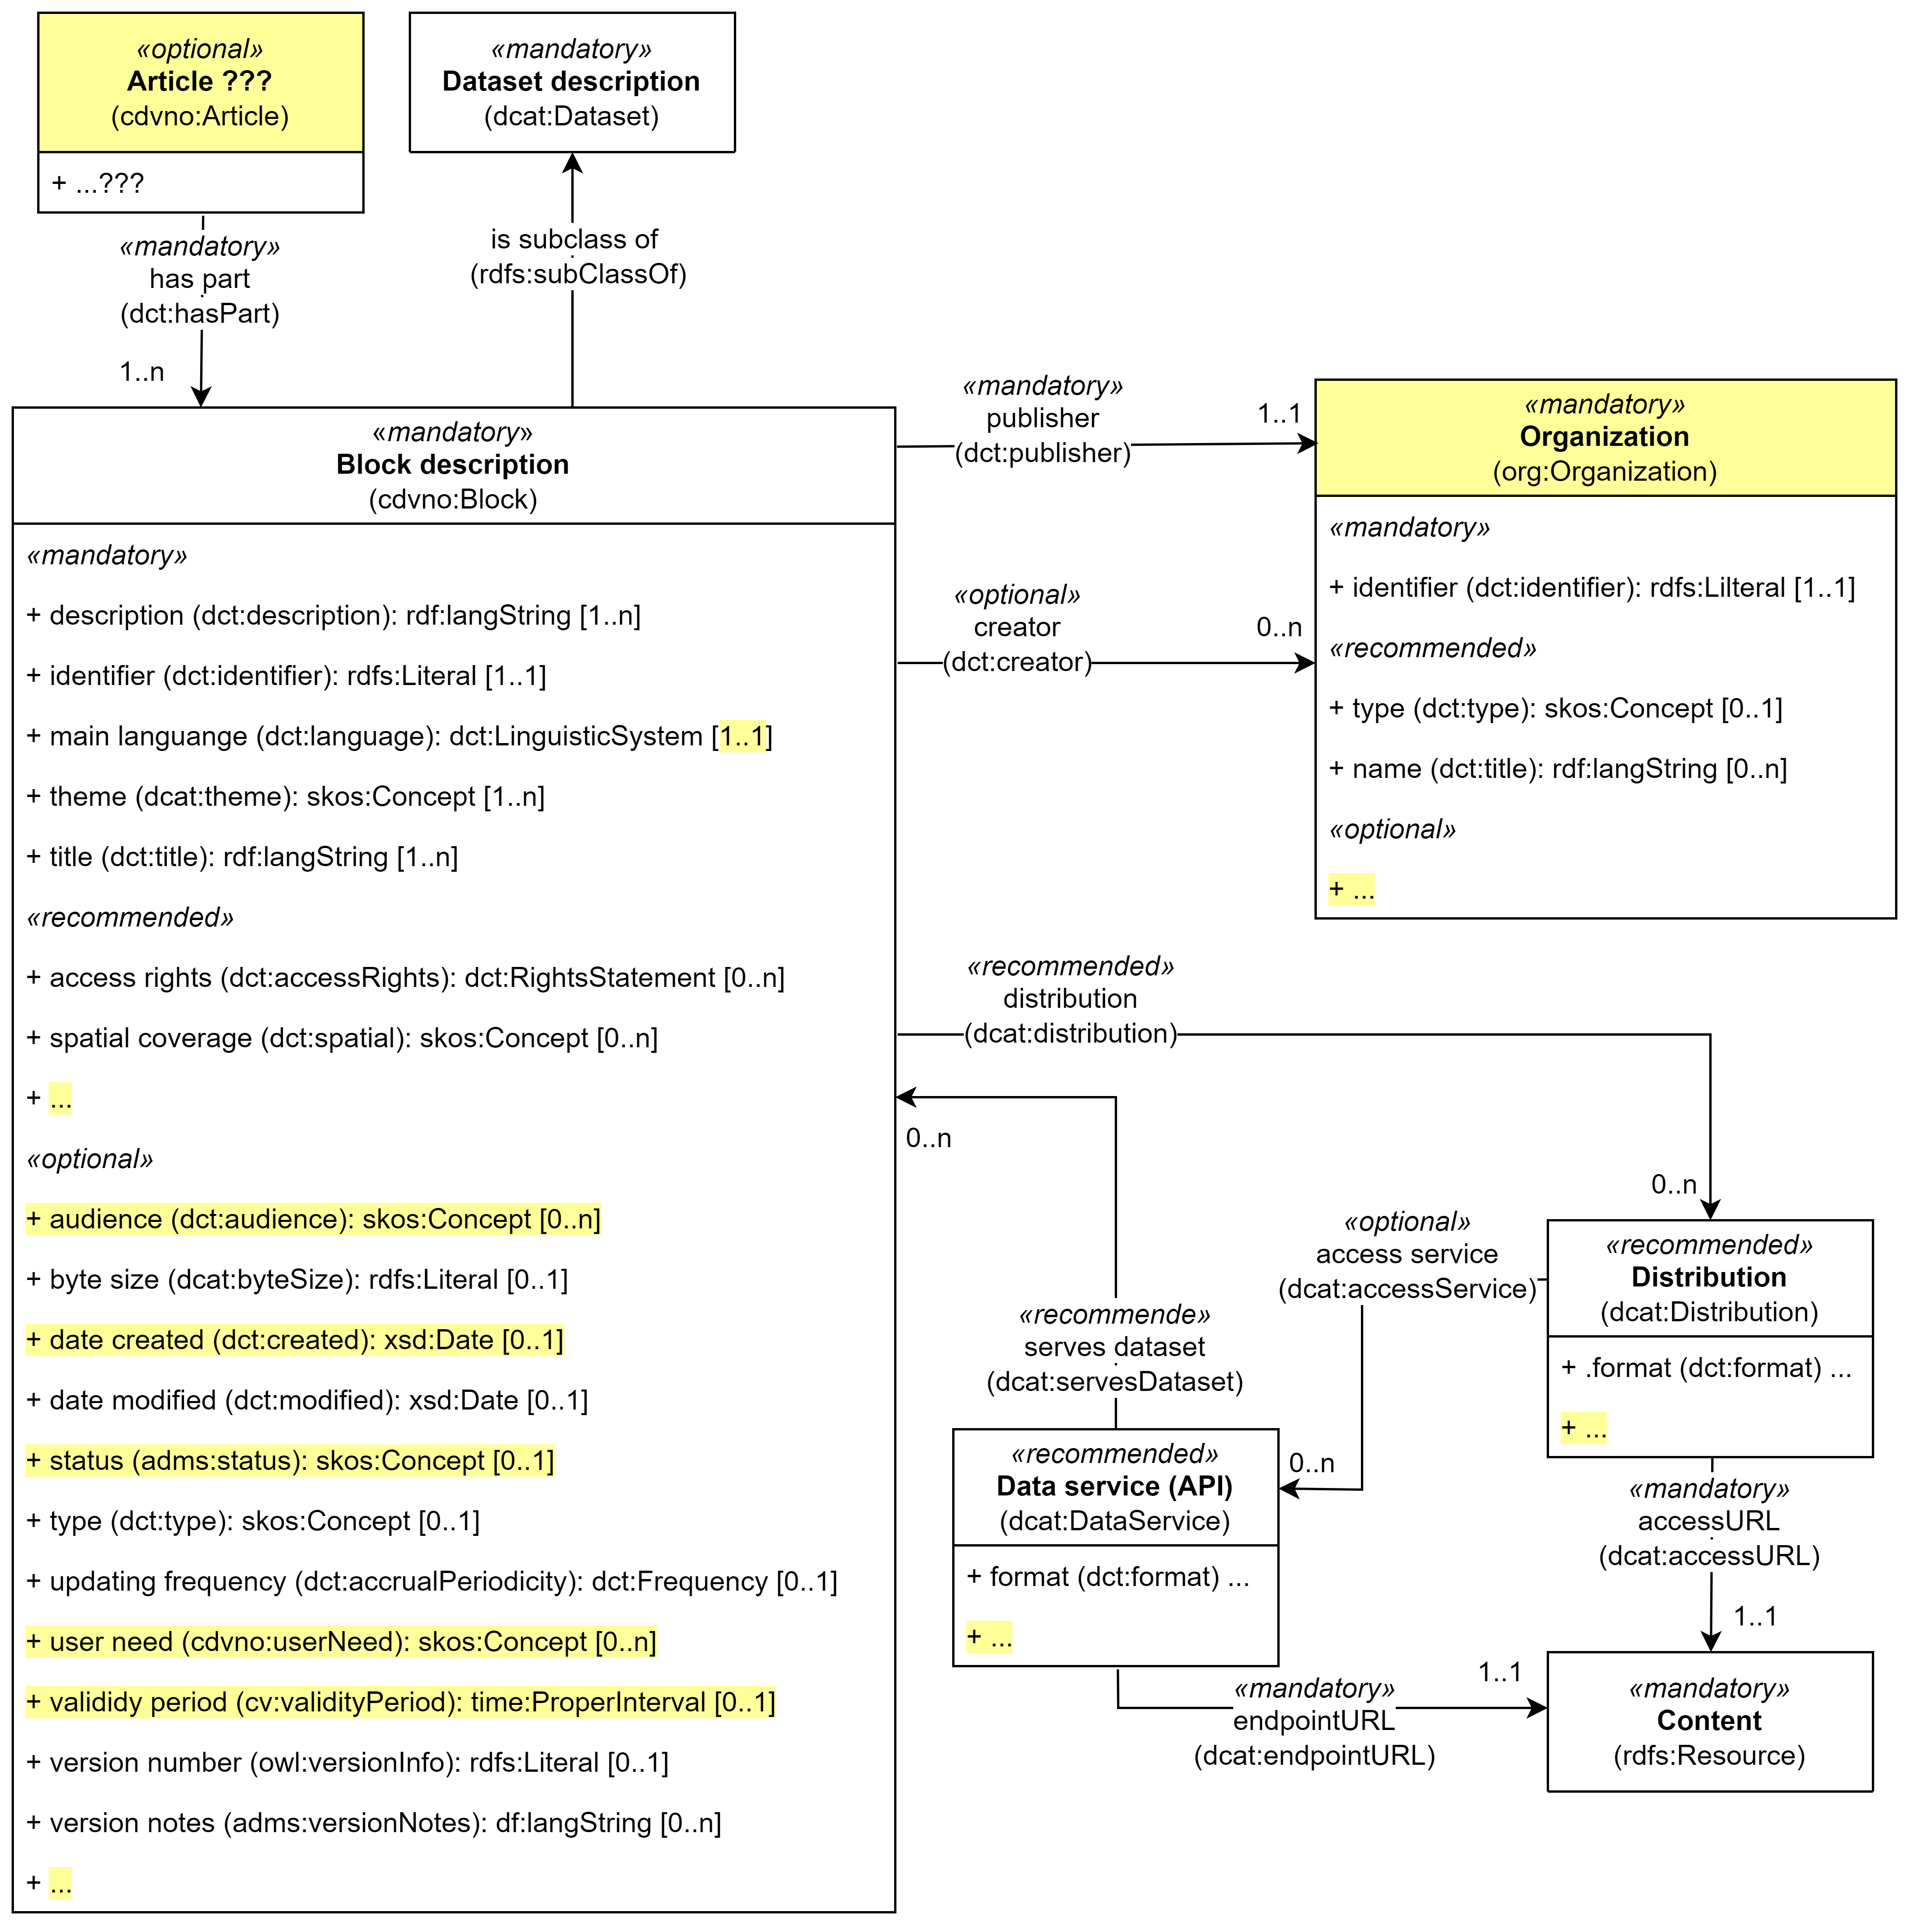 «optional»
Article ???
(cdvno:Article)
+ ...???
«mandatory»
Dataset description
(dcat:Dataset)
«mandatory»
has part
(dct:hasPart)
1..n
is subclass of
(rdfs:subClassOf)
«mandatory»
Block description
(cdvno:Block)
«mandatory»
+ description (dct:description): rdf:langString [1..n]
+ identifier (dct:identifier): rdfs:Literal [1..1]
+ main languange (dct:language): dct:LinguisticSystem [1..1]
+ theme (dcat:theme): skos:Concept [1..n]
+ title (dct:title): rdf:langString [1..n]
«recommended»
+ access rights (dct:accessRights): dct:RightsStatement [0..n]
+ spatial coverage (dct:spatial): skos:Concept [0..n]
+ ...
«optional»
+ audience (dct:audience): skos:Concept [0..n]
+ byte size (dcat:byteSize): rdfs:Literal [0..1]
+ date created (dct:created): xsd:Date [0..1]
+ date modified (dct:modified): xsd:Date [0..1]
+ status (adms:status): skos:Concept [0..1]
+ type (dct:type): skos:Concept [0..1]
+ updating frequency (dct:accrualPeriodicity): dct:Frequency [0..1]
+ user need (cdvno:userNeed): skos:Concept [0..n]
+ valididy period (cv:validityPeriod): time:ProperInterval [0..1]
+ version number (owl:versionInfo): rdfs:Literal [0..1]
+ version notes (adms:versionNotes): df:langString [0..n]
+ ...
«mandatory»
publisher
(dct:publisher)
1..1
«optional»
creator
(dct:creator)
0..n
«mandatory»
Organization
(org:Organization)
«mandatory»
+ identifier (dct:identifier): rdfs:Lilteral [1..1]
«recommended»
+ type (dct:type): skos:Concept [0..1]
+ name (dct:title): rdf:langString [0..n]
«optional»
+ ...
«recommended»
distribution
(dcat:distribution)
0..n
0..n
«recommende»
serves dataset
(dcat:servesDataset)
«optional»
access service
(dcat:accessService)
0..n
«recommended»
Distribution
(dcat:Distribution)
+ .format (dct:format) ...
+ ...
«recommended»
Data service (API)
(dcat:DataService)
+ format (dct:format) ...
+ ...
«mandatory»
accessURL
(dcat:accessURL)
1..1
«mandatory»
endpointURL
(dcat:endpointURL)
1..1
«mandatory»
Content
(rdfs:Resource)